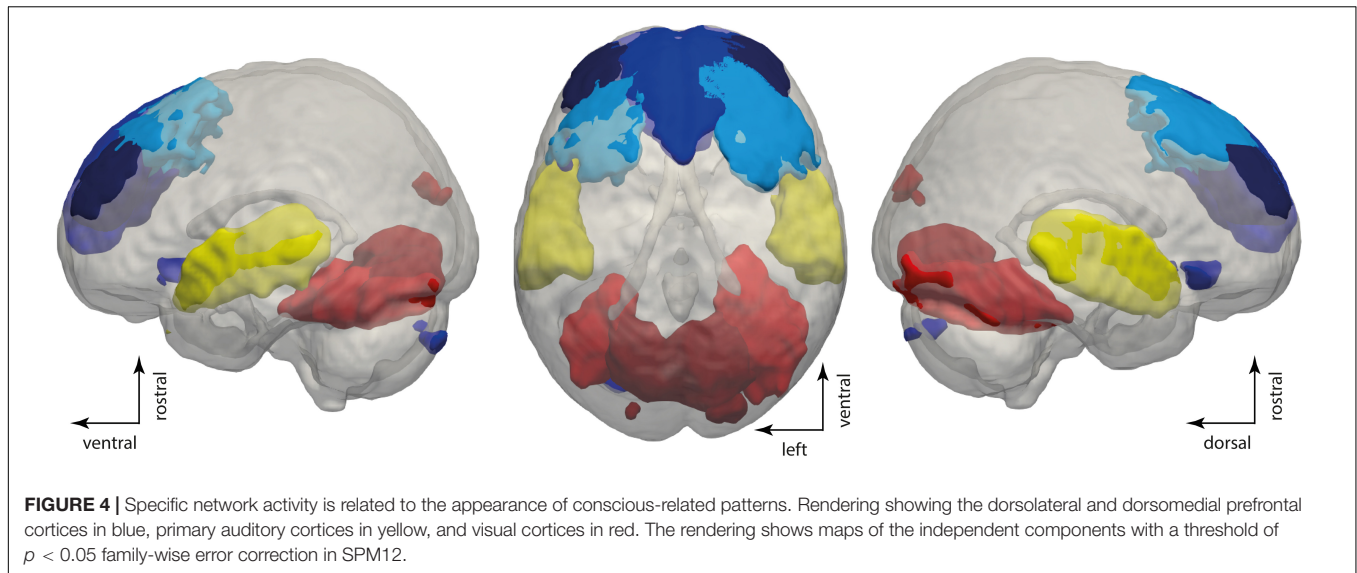 rostral
ventral
ventral
left
rostral
dorsal
FIGURE 4 | Specific network activity is related to the appearance of conscious-related patterns. Rendering showing the dorsolateral and dorsomedial prefrontal
cortices in blue, primary auditory cortices in yellow, and visual cortices in red. The rendering shows maps of the independent components with a threshold of
p < 0.05 family-wise error correction in SPM12.